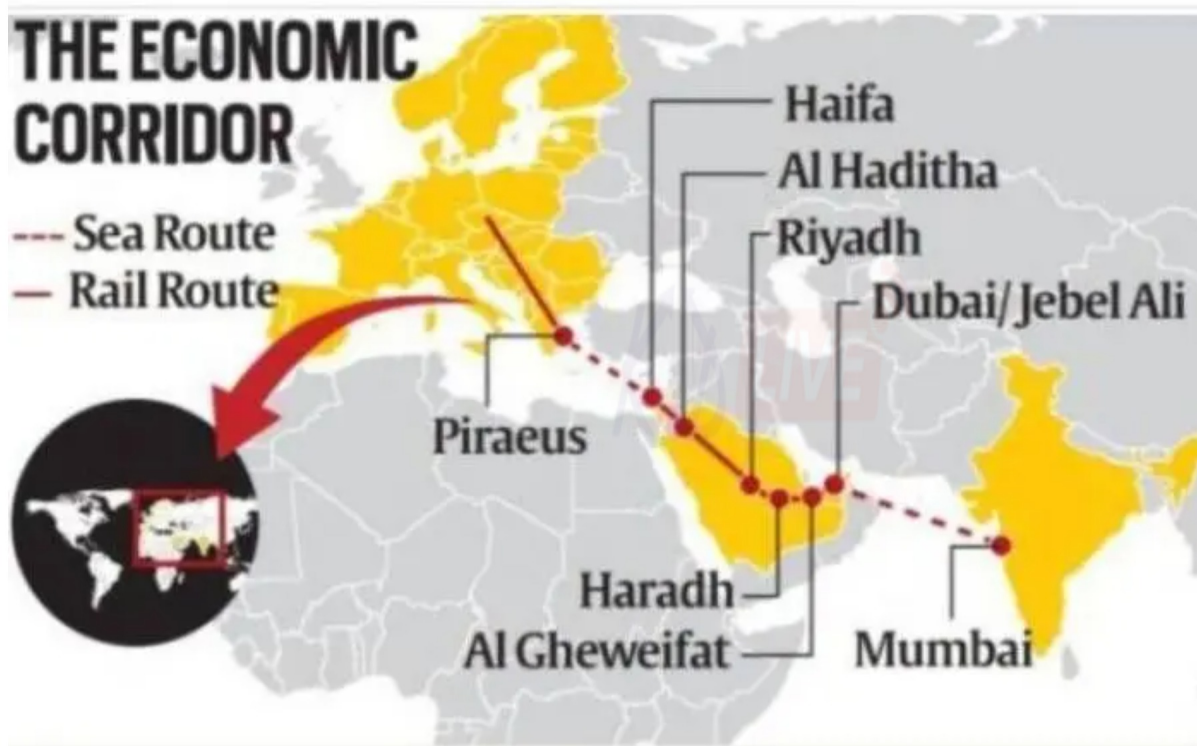 THE ECONOMIC
CORRIDOR
Sea Route
Rail Route
Haifa
Al Haditha
Riyadh
Dubai/Jebel Ali
Piraeus
Haradh
Al Gheweifat
Mumbai
LIVE